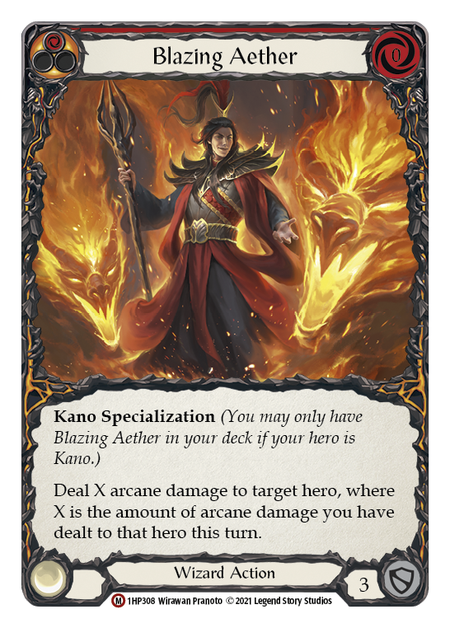 Blazing Aether
0
Kano Specialization (You may only have
Blazing Aether in your deck if your hero is
Kano.)
Deal X arcane damage to target hero, where
X is the amount of arcane damage you have
dealt to that hero this turn.
Wizard Action
3
M 1HP308 Wirawan Pranoto © 2021 Legend Story Studios